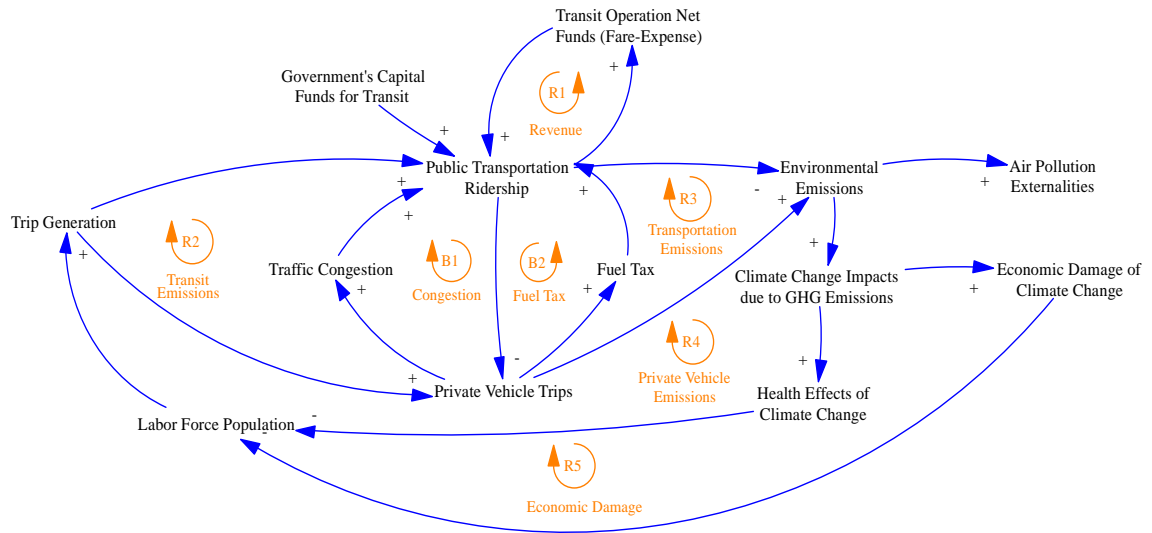 Transit Operation Net
Funds (Fare-Expense)
+
Government's Capital
Funds for Transit
R1
Revenue
+
+
Public Transportation
Ridership
+
+
+
Environmental
Emissions
-
+
Air Pollution
Externalities
+
Trip Generation
+
R2
Transit
Emissions
R3
Transportation
Emissions
Traffic Congestion
+
B1
Congestion
B2
Fuel Tax
Fuel Tax
+
+
Climate Change Impacts
due to GHG Emissions
Economic Damage of
Climate Change
+
R4
Private Vehicle
Emissions
-
+
Private Vehicle Trips
+
Health Effects of
Climate Change
Labor Force Population
-
-
R5
Economic Damage